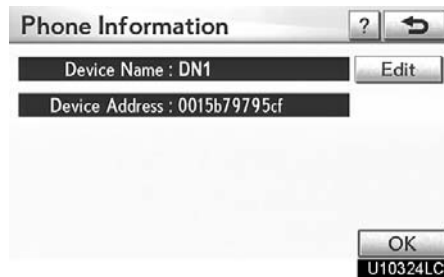 Phone Information ?
Device Name : DN1 Edit
Device Address : 0015b79795cf
OK
U10324LC